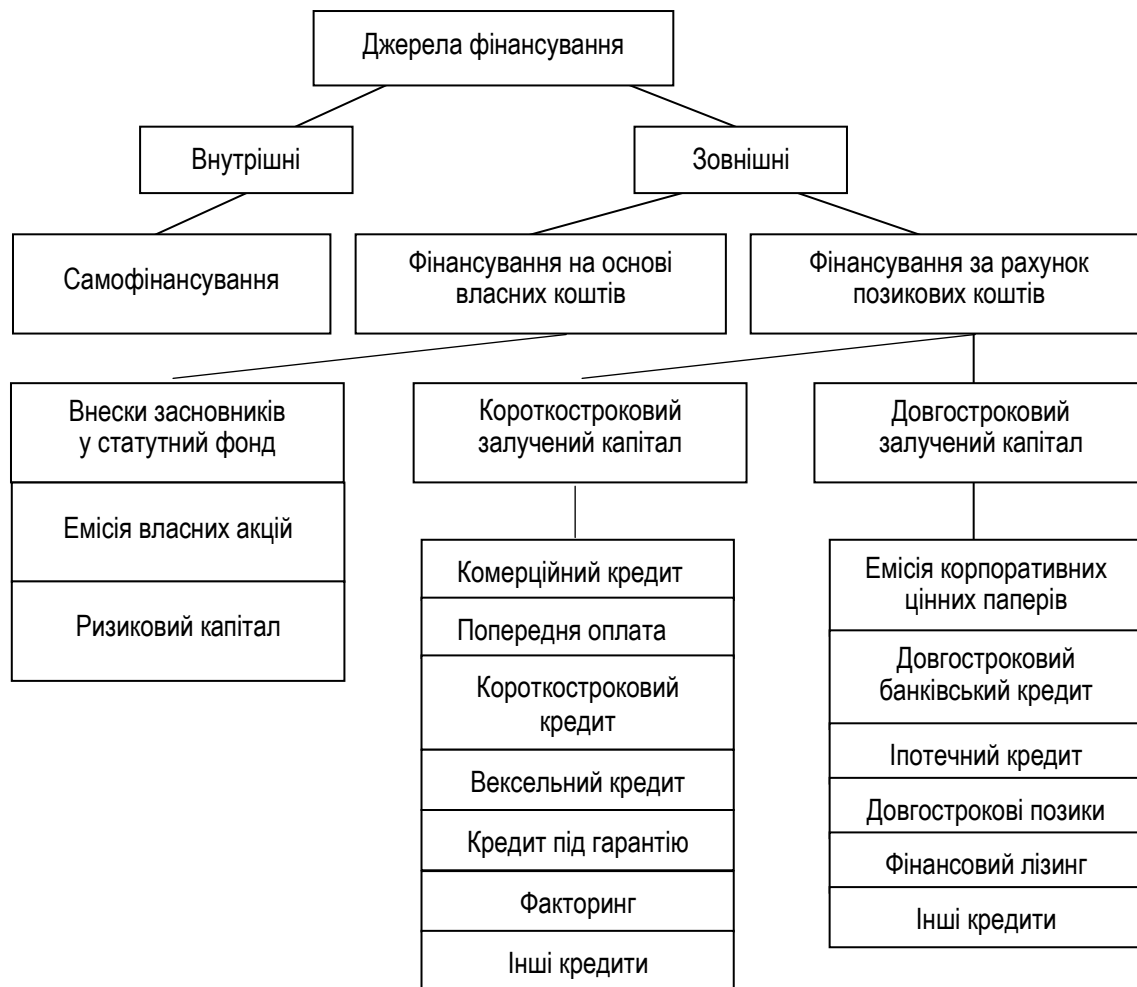 Джерела фінансування
Внутрішні
Зовнішні
Самофінансування
Фінансування на основі
власних коштів
Фінансування за рахунок
позикових коштів
Внески засновників
у статутний фонд
Емісія власних акцій
Ризиковий капітал
Короткостроковий
залучений капітал
Комерційний кредит
Попередня оплата
Короткостроковий
кредит
Вексельний кредит
Кредит під гарантію
Факторинг
Інші кредити
Довгостроковий
залучений капітал
Емісія корпоративних
цінних паперів
Довгостроковий
банківський кредит
Іпотечний кредит
Довгострокові позики
Фінансовий лізинг
Інші кредити